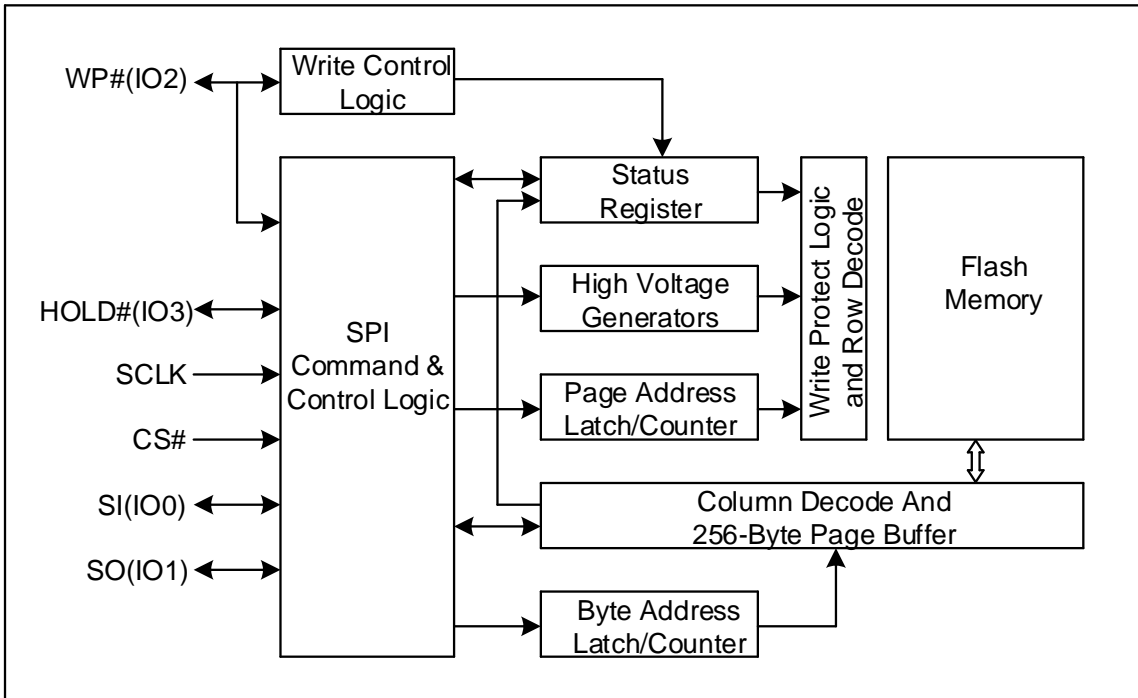 WP#(IO2)
Write Control
Logic
Status
Register
HOLD#(IO3)
SCLK
CS#
SI(IO0)
SO(IO1)
SPI
Command &
Control Logic
High Voltage
Generators
Page Address
Latch/Counter
Write Protect Logic
and Row Decode
Flash
Memory
Column Decode And
256-Byte Page Buffer
Byte Address
Latch/Counter